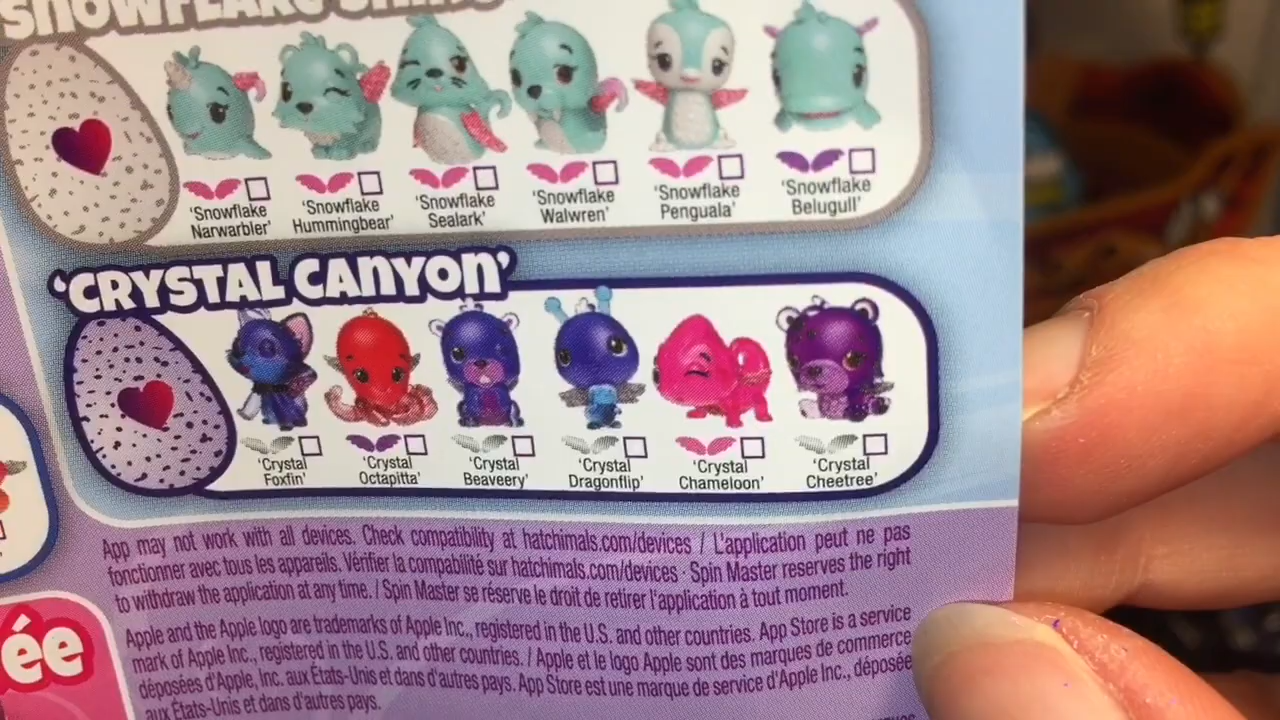 SNOWFLAKE
'Snowflake Narwarbler'
'Snowflake Hummingbear'
'Snowflake Sealark'
'Snowflake Walwren'
'Snowflake Penguala'
'Snowflake Belugull'
'CRYSTAL CANYON'
'Crystal Foxfin'
'Crystal Octapitta'
'Crystal Beaveery'
'Crystal Dragonflip'
'Crystal Chameloon'
'Crystal Cheetree'
App may not work with all devices. Check compatibility at hatchimals.com/devices / L'application peut ne pas
fonctionner avec tous les appareils. Vérifier la compabilité sur hatchimals.com/devices · Spin Master reserves the right
to withdraw the application at any time. / Spin Master se réserve le droit de retirer l'application à tout moment.
Apple and the Apple logo are trademarks of Apple Inc., registered in the U.S. and other countries. App Store is a service
mark of Apple Inc., registered in the U.S. and other countries. / Apple et le logo Apple sont des marques de commerce
déposées d'Apple, Inc. aux États-Unis et dans d'autres pays. App Store est une marque de service d'Apple Inc., déposée
aux États-Unis et dans d'autres pays.
ée